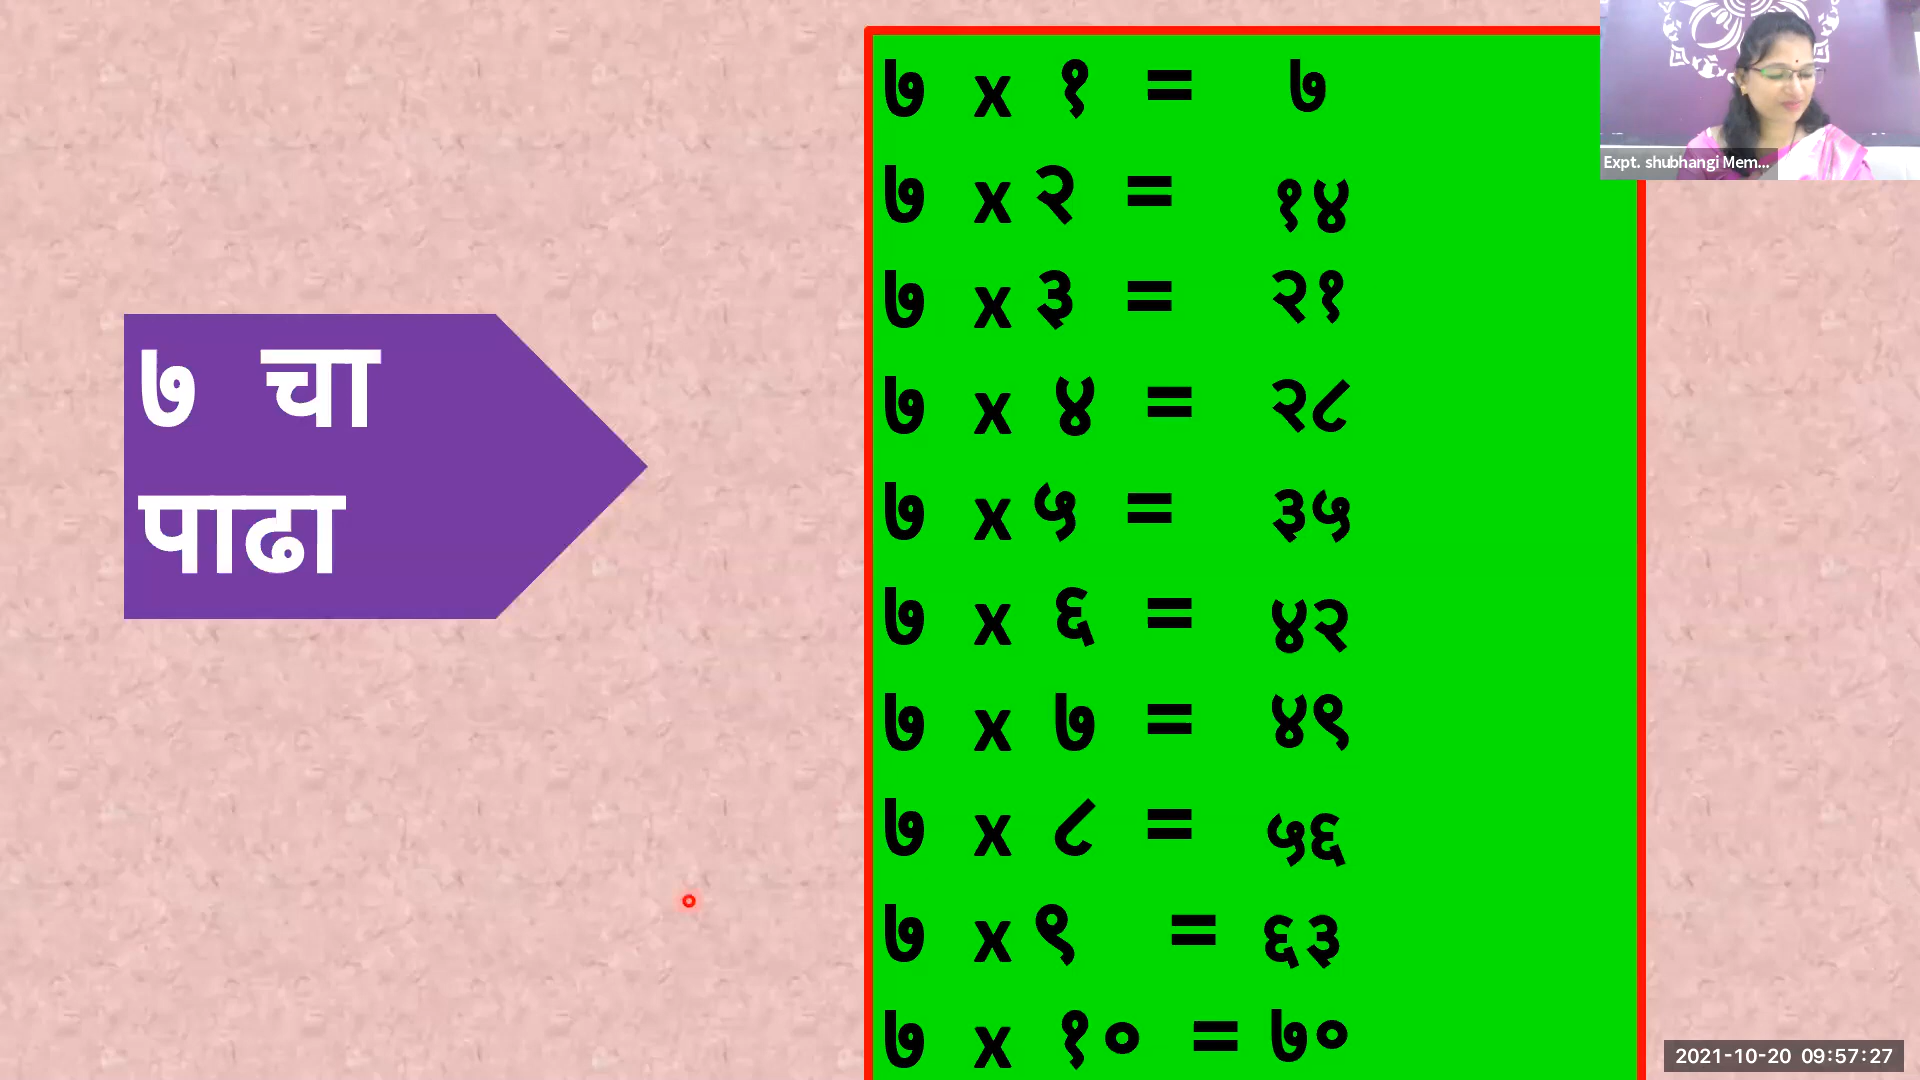 ७ चा
पाढा
७ x १ = ७
७ x २ = १४
७ x ३ = २१
७ x ४ = २८
७ x ५ = ३५
७ x ६ = ४२
७ x ७ = ४९
७ x ८ = ५६
७ x ९ = ६३
७ x १० = ७०
Expt. shubhangi Mem...
2021-10-20 09:57:27